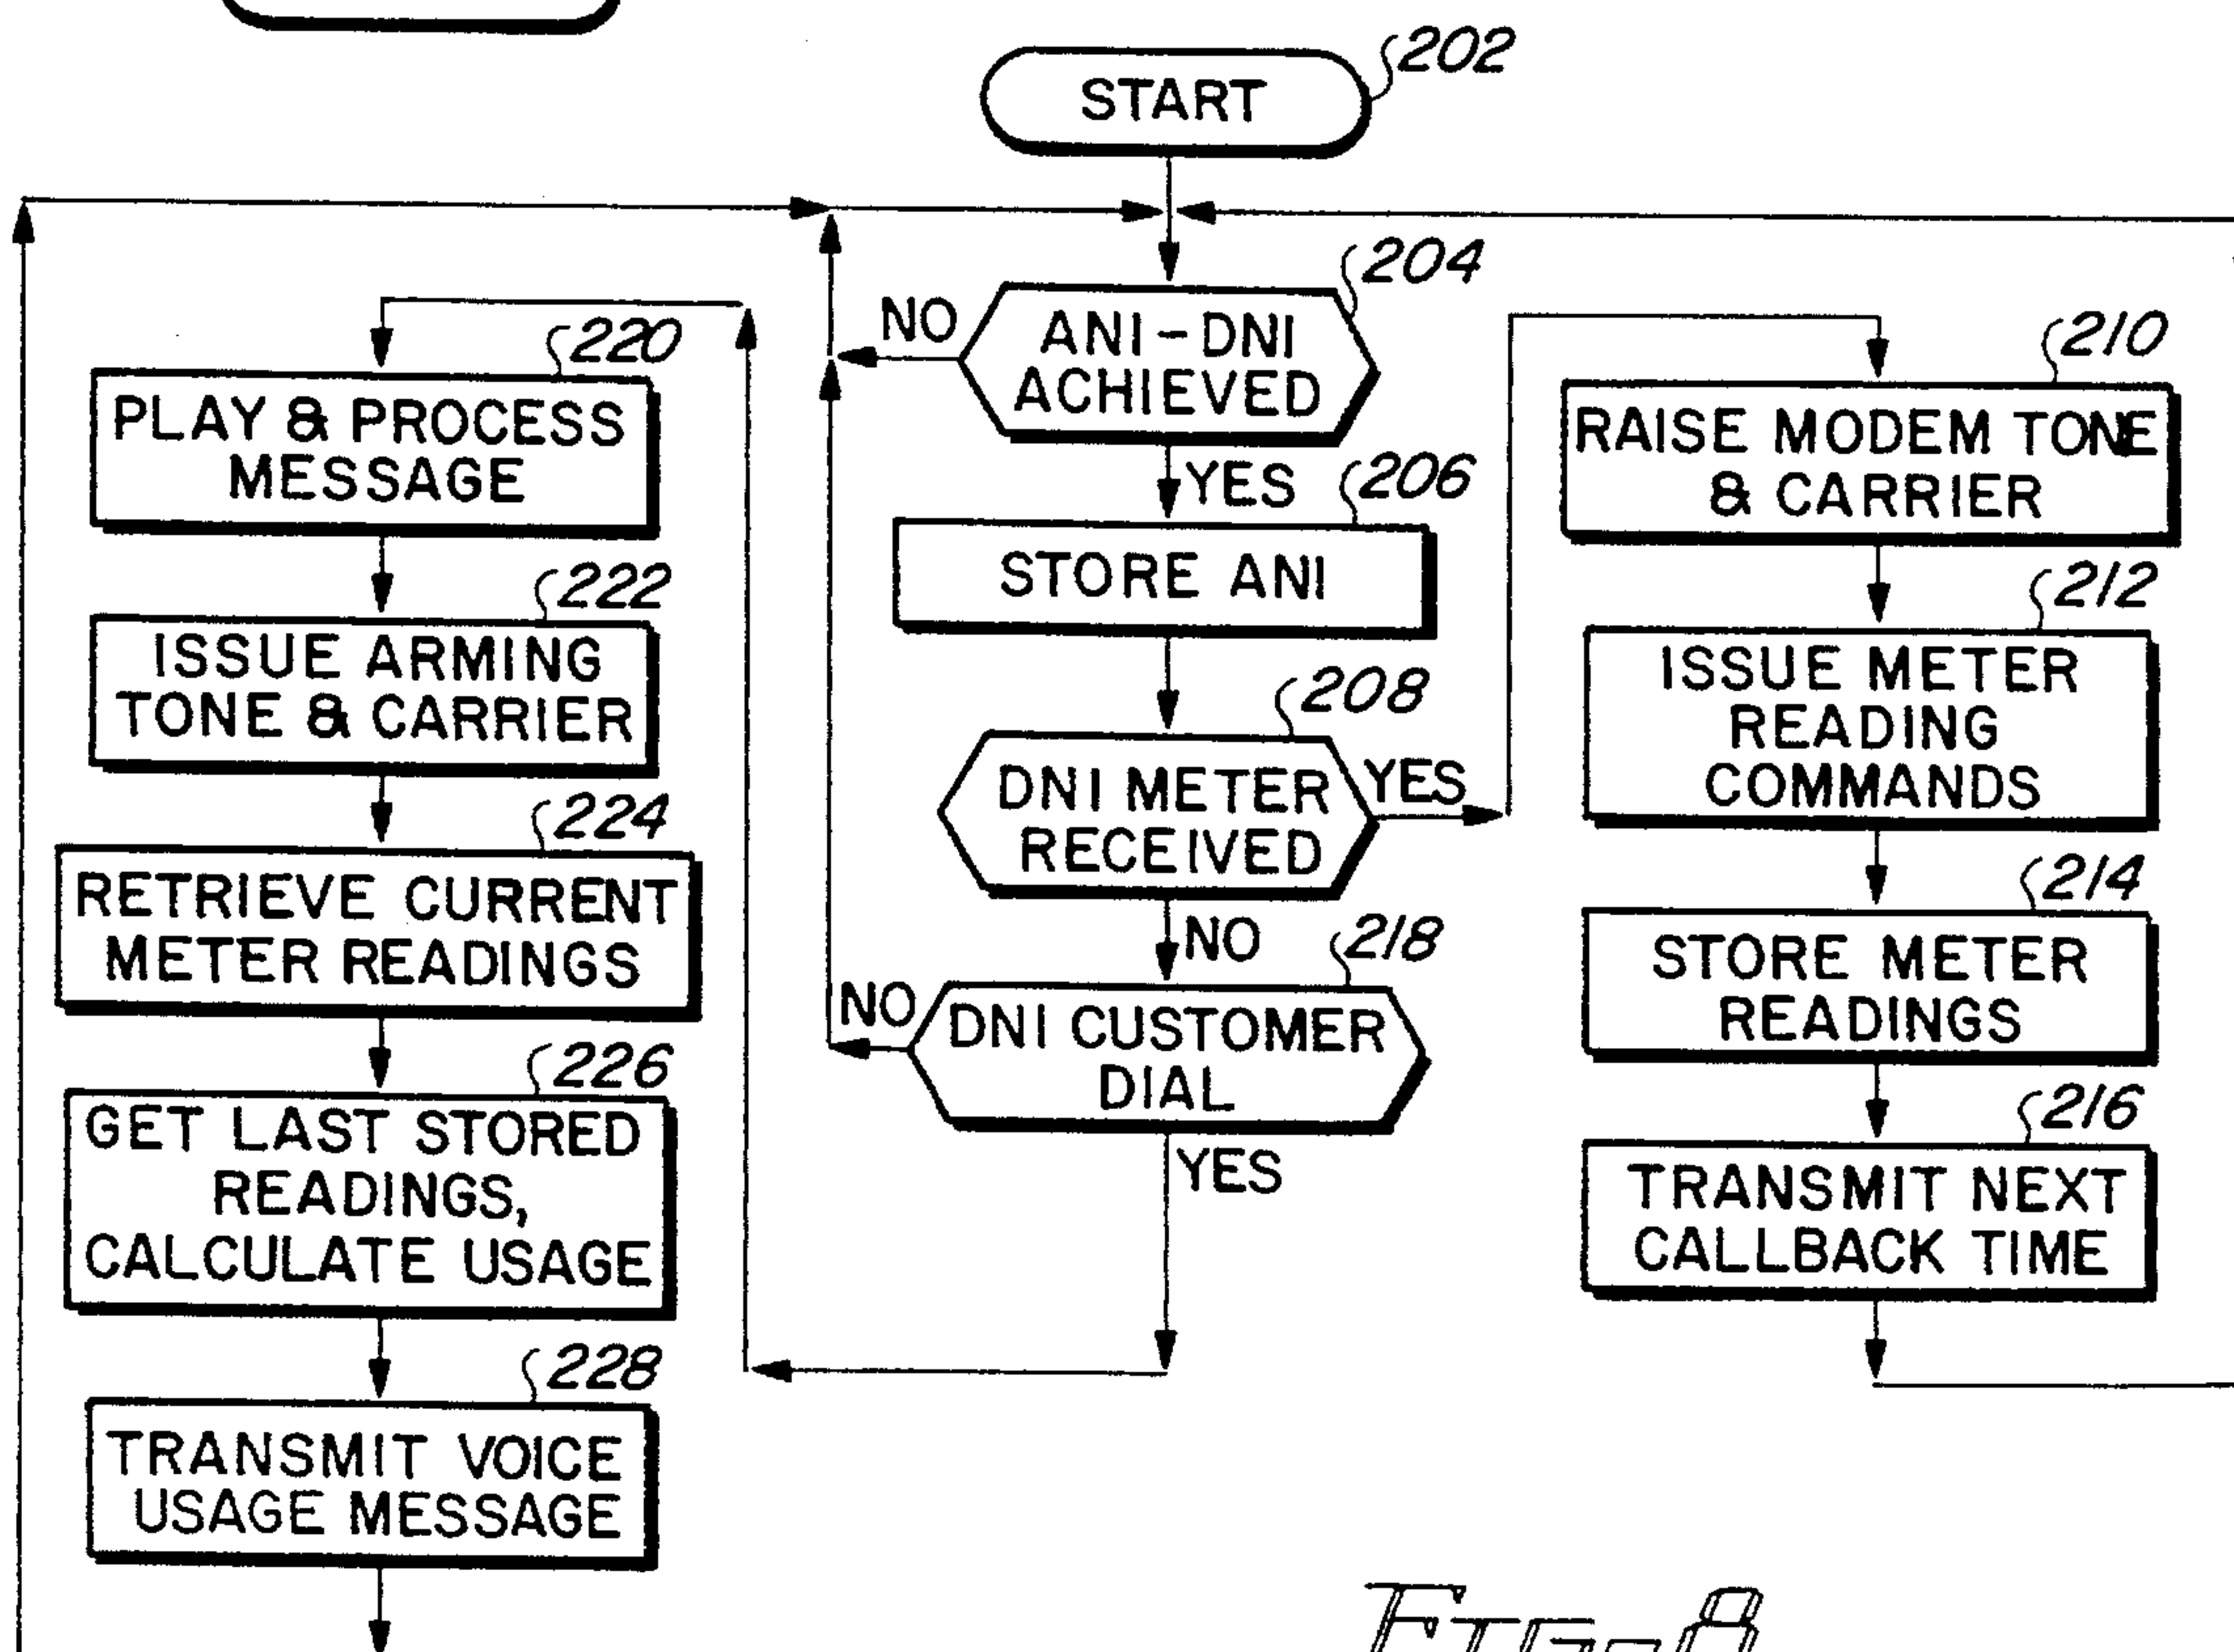 202
START
204
ANI-DNI
ACHIEVED
NO
YES
206
STORE ANI
208
DNI METER
RECEIVED
YES
NO
218
DNI CUSTOMER
DIAL
NO
YES
220
PLAY & PROCESS
MESSAGE
222
ISSUE ARMING
TONE & CARRIER
224
RETRIEVE CURRENT
METER READINGS
226
GET LAST STORED
READINGS,
CALCULATE USAGE
228
TRANSMIT VOICE
USAGE MESSAGE
210
RAISE MODEM TONE
& CARRIER
212
ISSUE METER
READING
COMMANDS
214
STORE METER
READINGS
216
TRANSMIT NEXT
CALLBACK TIME
FIG-8